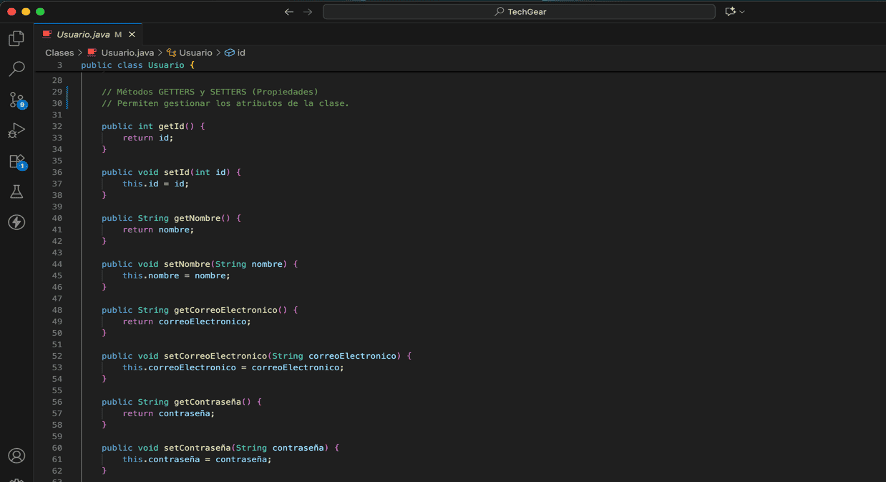 TechGear
Usuario.java M
Clases > Usuario.java > Usuario > id
3 public class Usuario {
28
29 // Métodos GETTERS y SETTERS (Propiedades)
30 // Permiten gestionar los atributos de la clase.
31
32 public int getId() {
33 return id;
34 }
35
36 public void setId(int id) {
37 this.id = id;
38 }
39
40 public String getNombre() {
41 return nombre;
42 }
43
44 public void setNombre(String nombre) {
45 this.nombre = nombre;
46 }
47
48 public String getCorreoElectronico() {
49 return correoElectronico;
50 }
51
52 public void setCorreoElectronico(String correoElectronico) {
53 this.correoElectronico = correoElectronico;
54 }
55
56 public String getContraseña() {
57 return contraseña;
58 }
59
60 public void setContraseña(String contraseña) {
61 this.contraseña = contraseña;
62 }
63
9
1